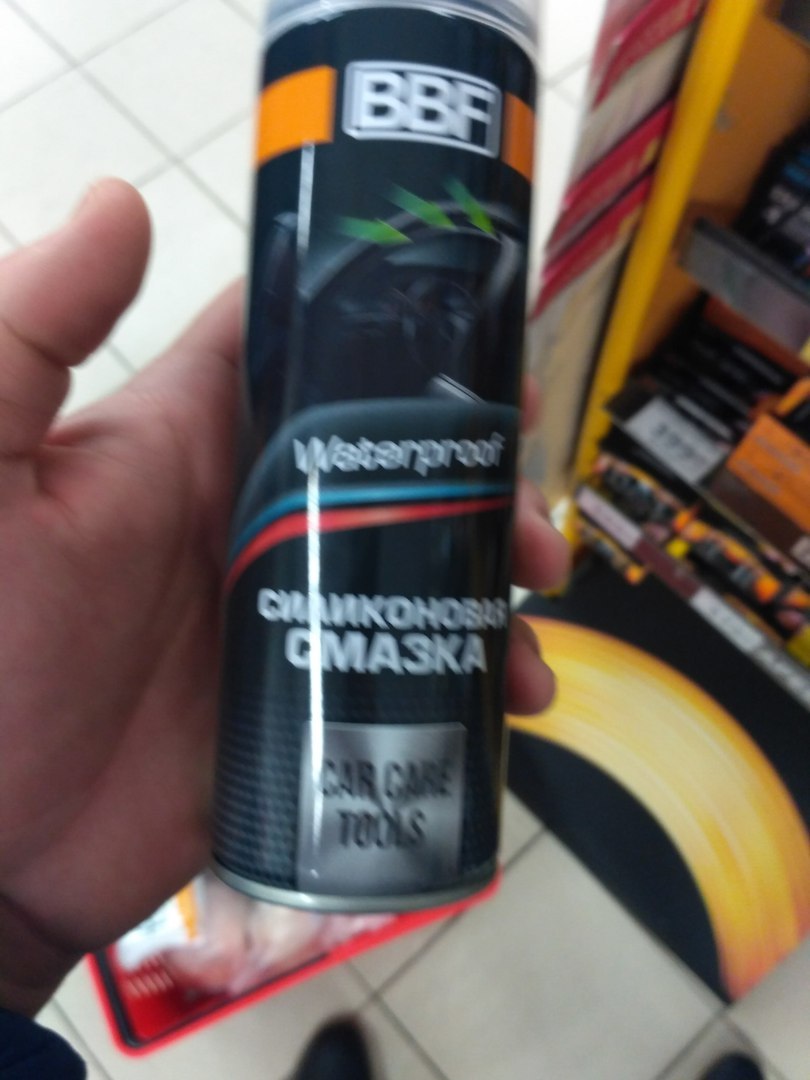 BBF
Waterproof
СИЛИКОНОВАЯ
СМАЗКА
CAR CARE
TOOLS